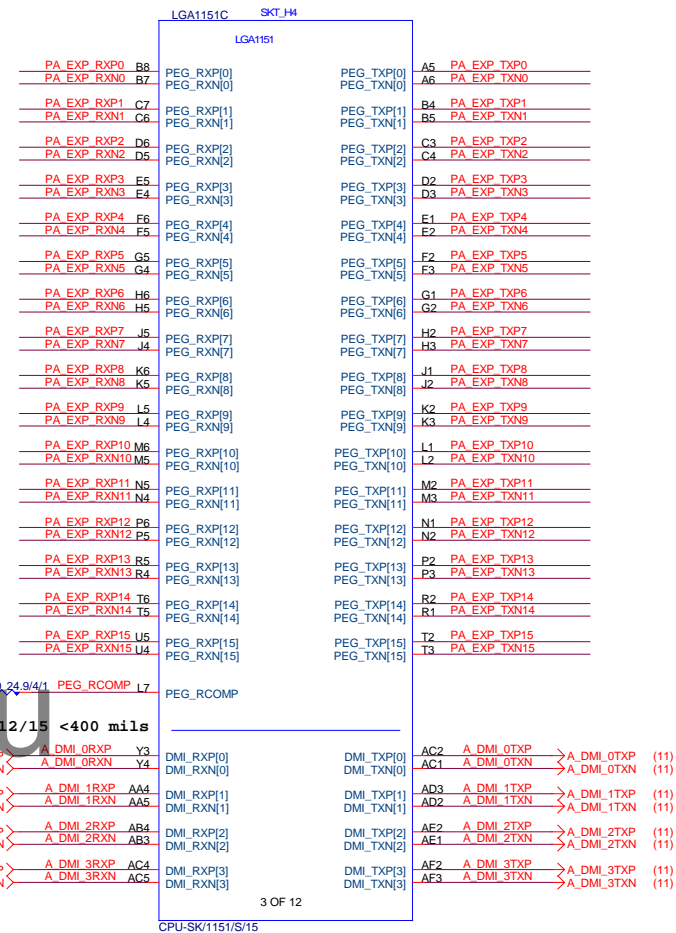 LGA1151C SKT_H4
LGA1151
PA_EXP_RXP0 B8 PEG_RXP[0] PEG_TXP[0] A5 PA_EXP_TXP0
PA_EXP_RXN0 B7 PEG_RXN[0] PEG_TXN[0] A6 PA_EXP_TXN0
PA_EXP_RXP1 C7 PEG_RXP[1] PEG_TXP[1] B4 PA_EXP_TXP1
PA_EXP_RXN1 C6 PEG_RXN[1] PEG_TXN[1] B5 PA_EXP_TXN1
PA_EXP_RXP2 D6 PEG_RXP[2] PEG_TXP[2] C3 PA_EXP_TXP2
PA_EXP_RXN2 D5 PEG_RXN[2] PEG_TXN[2] C4 PA_EXP_TXN2
PA_EXP_RXP3 E5 PEG_RXP[3] PEG_TXP[3] D2 PA_EXP_TXP3
PA_EXP_RXN3 E4 PEG_RXN[3] PEG_TXN[3] D3 PA_EXP_TXN3
PA_EXP_RXP4 F6 PEG_RXP[4] PEG_TXP[4] E1 PA_EXP_TXP4
PA_EXP_RXN4 F5 PEG_RXN[4] PEG_TXN[4] E2 PA_EXP_TXN4
PA_EXP_RXP5 G5 PEG_RXP[5] PEG_TXP[5] F2 PA_EXP_TXP5
PA_EXP_RXN5 G4 PEG_RXN[5] PEG_TXN[5] F3 PA_EXP_TXN5
PA_EXP_RXP6 H6 PEG_RXP[6] PEG_TXP[6] G1 PA_EXP_TXP6
PA_EXP_RXN6 H5 PEG_RXN[6] PEG_TXN[6] G2 PA_EXP_TXN6
PA_EXP_RXP7 J5 PEG_RXP[7] PEG_TXP[7] H2 PA_EXP_TXP7
PA_EXP_RXN7 J4 PEG_RXN[7] PEG_TXN[7] H3 PA_EXP_TXN7
PA_EXP_RXP8 K6 PEG_RXP[8] PEG_TXP[8] J1 PA_EXP_TXP8
PA_EXP_RXN8 K5 PEG_RXN[8] PEG_TXN[8] J2 PA_EXP_TXN8
PA_EXP_RXP9 L5 PEG_RXP[9] PEG_TXP[9] K2 PA_EXP_TXP9
PA_EXP_RXN9 L4 PEG_RXN[9] PEG_TXN[9] K3 PA_EXP_TXN9
PA_EXP_RXP10 M6 PEG_RXP[10] PEG_TXP[10] L1 PA_EXP_TXP10
PA_EXP_RXN10 M5 PEG_RXN[10] PEG_TXN[10] L2 PA_EXP_TXN10
PA_EXP_RXP11 N5 PEG_RXP[11] PEG_TXP[11] M2 PA_EXP_TXP11
PA_EXP_RXN11 N4 PEG_RXN[11] PEG_TXN[11] M3 PA_EXP_TXN11
PA_EXP_RXP12 P6 PEG_RXP[12] PEG_TXP[12] N1 PA_EXP_TXP12
PA_EXP_RXN12 P5 PEG_RXN[12] PEG_TXN[12] N2 PA_EXP_TXN12
PA_EXP_RXP13 R5 PEG_RXP[13] PEG_TXP[13] P2 PA_EXP_TXP13
PA_EXP_RXN13 R4 PEG_RXN[13] PEG_TXN[13] P3 PA_EXP_TXN13
PA_EXP_RXP14 T6 PEG_RXP[14] PEG_TXP[14] R2 PA_EXP_TXP14
PA_EXP_RXN14 T5 PEG_RXN[14] PEG_TXN[14] R1 PA_EXP_TXN14
PA_EXP_RXP15 U5 PEG_RXP[15] PEG_TXP[15] T2 PA_EXP_TXP15
PA_EXP_RXN15 U4 PEG_RXN[15] PEG_TXN[15] T3 PA_EXP_TXN15
24.9/4/1 PEG_RCOMP L7 PEG_RCOMP
12/15 <400 mils
A_DMI_0RXP Y3 DMI_RXP[0] DMI_TXP[0] AC2 A_DMI_0TXP A_DMI_0TXP (11)
A_DMI_0RXN Y4 DMI_RXN[0] DMI_TXN[0] AC1 A_DMI_0TXN A_DMI_0TXN (11)
A_DMI_1RXP AA4 DMI_RXP[1] DMI_TXP[1] AD3 A_DMI_1TXP A_DMI_1TXP (11)
A_DMI_1RXN AA5 DMI_RXN[1] DMI_TXN[1] AD2 A_DMI_1TXN A_DMI_1TXN (11)
A_DMI_2RXP AB4 DMI_RXP[2] DMI_TXP[2] AE2 A_DMI_2TXP A_DMI_2TXP (11)
A_DMI_2RXN AB3 DMI_RXN[2] DMI_TXN[2] AE1 A_DMI_2TXN A_DMI_2TXN (11)
A_DMI_3RXP AC4 DMI_RXP[3] DMI_TXP[3] AF2 A_DMI_3TXP A_DMI_3TXP (11)
A_DMI_3RXN AC5 DMI_RXN[3] DMI_TXN[3] AF3 A_DMI_3TXN A_DMI_3TXN (11)
3 OF 12
CPU-SK/1151/S/15